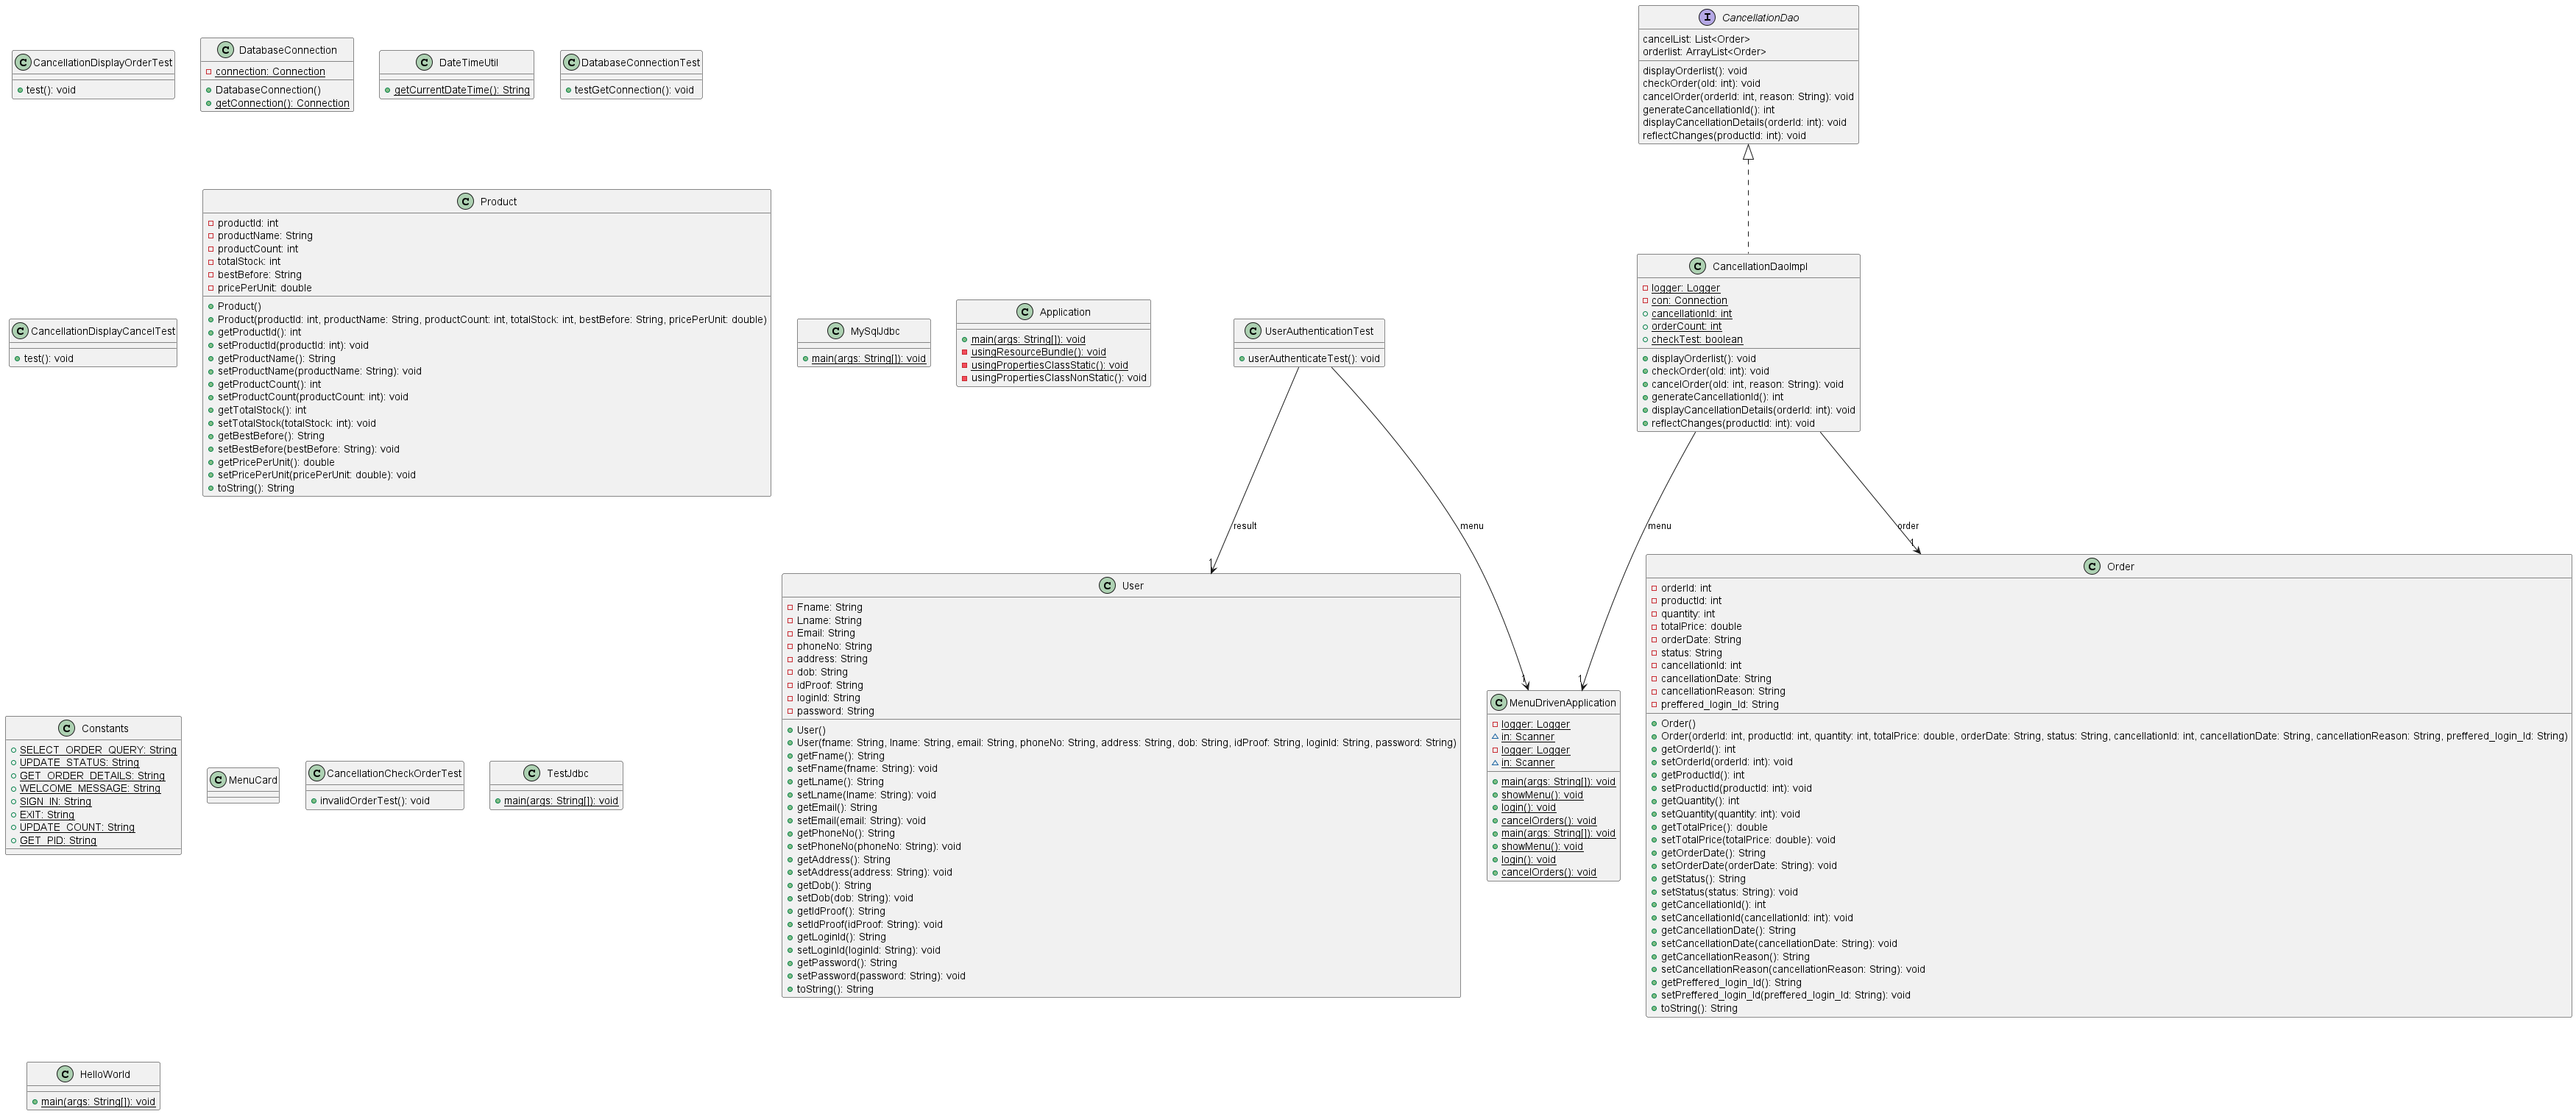 CancellationDisplayOrderTest
test(): void
DatabaseConnection
connection: Connection
DatabaseConnection()
getConnection(): Connection
DateTimeUtil
getCurrentDateTime(): String
DatabaseConnectionTest
testGetConnection(): void
CancellationDao
cancelList: List<Order>
orderlist: ArrayList<Order>
displayOrderlist(): void
checkOrder(oId: int): void
cancelOrder(orderId: int, reason: String): void
generateCancellationId(): int
displayCancellationDetails(orderId: int): void
reflectChanges(productId: int): void
CancellationDisplayCancelTest
test(): void
Product
productId: int
productName: String
productCount: int
totalStock: int
bestBefore: String
pricePerUnit: double
Product()
Product(productId: int, productName: String, productCount: int, totalStock: int, bestBefore: String, pricePerUnit: double)
getProductId(): int
setProductId(productId: int): void
getProductName(): String
setProductName(productName: String): void
getProductCount(): int
setProductCount(productCount: int): void
getTotalStock(): int
setTotalStock(totalStock: int): void
getBestBefore(): String
setBestBefore(bestBefore: String): void
getPricePerUnit(): double
setPricePerUnit(pricePerUnit: double): void
toString(): String
MySqlJdbc
main(args: String[]): void
Application
main(args: String[]): void
usingResourceBundle(): void
usingPropertiesClassStatic(): void
usingPropertiesClassNonStatic(): void
UserAuthenticationTest
userAuthenticateTest(): void
CancellationDaoImpl
logger: Logger
con: Connection
cancellationId: int
orderCount: int
checkTest: boolean
displayOrderlist(): void
checkOrder(oId: int): void
cancelOrder(oId: int, reason: String): void
generateCancellationId(): int
displayCancellationDetails(orderId: int): void
reflectChanges(productId: int): void
result
menu
menu
order
1
1
1
1
Constants
SELECT_ORDER_QUERY: String
UPDATE_STATUS: String
GET_ORDER_DETAILS: String
WELCOME_MESSAGE: String
SIGN_IN: String
EXIT: String
UPDATE_COUNT: String
GET_PID: String
MenuCard
CancellationCheckOrderTest
invalidOrderTest(): void
TestJdbc
main(args: String[]): void
User
Fname: String
Lname: String
Email: String
phoneNo: String
address: String
dob: String
idProof: String
loginId: String
password: String
User()
User(fname: String, lname: String, email: String, phoneNo: String, address: String, dob: String, idProof: String, loginId: String, password: String)
getFname(): String
setFname(fname: String): void
getLname(): String
setLname(lname: String): void
getEmail(): String
setEmail(email: String): void
getPhoneNo(): String
setPhoneNo(phoneNo: String): void
getAddress(): String
setAddress(address: String): void
getDob(): String
setDob(dob: String): void
getIdProof(): String
setIdProof(idProof: String): void
getLoginId(): String
setLoginId(loginId: String): void
getPassword(): String
setPassword(password: String): void
toString(): String
MenuDrivenApplication
logger: Logger
in: Scanner
logger: Logger
in: Scanner
main(args: String[]): void
showMenu(): void
login(): void
cancelOrders(): void
main(args: String[]): void
showMenu(): void
login(): void
cancelOrders(): void
Order
orderId: int
productId: int
quantity: int
totalPrice: double
orderDate: String
status: String
cancellationId: int
cancellationDate: String
cancellationReason: String
preffered_login_Id: String
Order()
Order(orderId: int, productId: int, quantity: int, totalPrice: double, orderDate: String, status: String, cancellationId: int, cancellationDate: String, cancellationReason: String, preffered_login_Id: String)
getOrderId(): int
setOrderId(orderId: int): void
getProductId(): int
setProductId(productId: int): void
getQuantity(): int
setQuantity(quantity: int): void
getTotalPrice(): double
setTotalPrice(totalPrice: double): void
getOrderDate(): String
setOrderDate(orderDate: String): void
getStatus(): String
setStatus(status: String): void
getCancellationId(): int
setCancellationId(cancellationId: int): void
getCancellationDate(): String
setCancellationDate(cancellationDate: String): void
getCancellationReason(): String
setCancellationReason(cancellationReason: String): void
getPreffered_login_Id(): String
setPreffered_login_Id(preffered_login_Id: String): void
toString(): String
HelloWorld
main(args: String[]): void